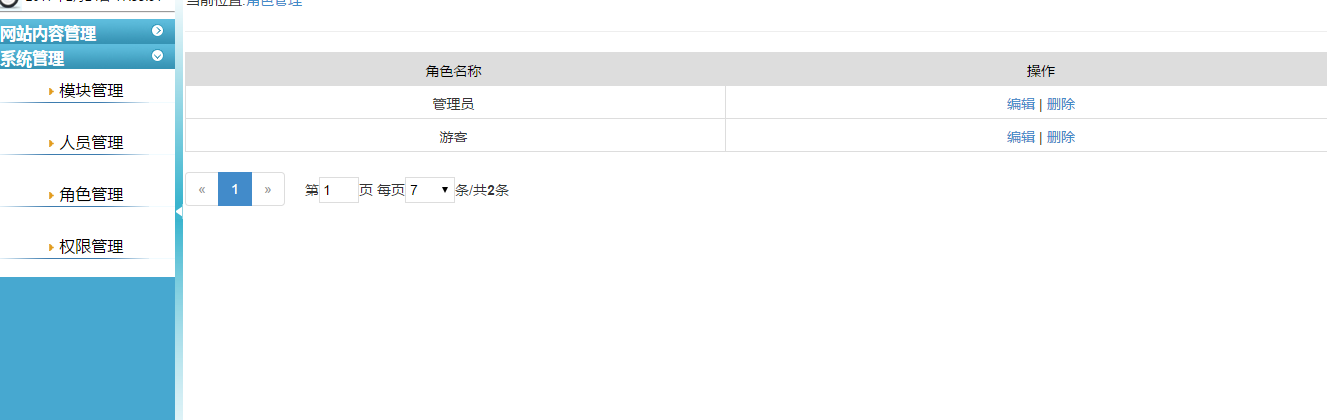 当前位置:角色管理
网站内容管理
系统管理
模块管理
人员管理
角色管理
权限管理
角色名称 操作
管理员 编辑 | 删除
游客 编辑 | 删除
« 1 » 第1页 每页7条/共2条